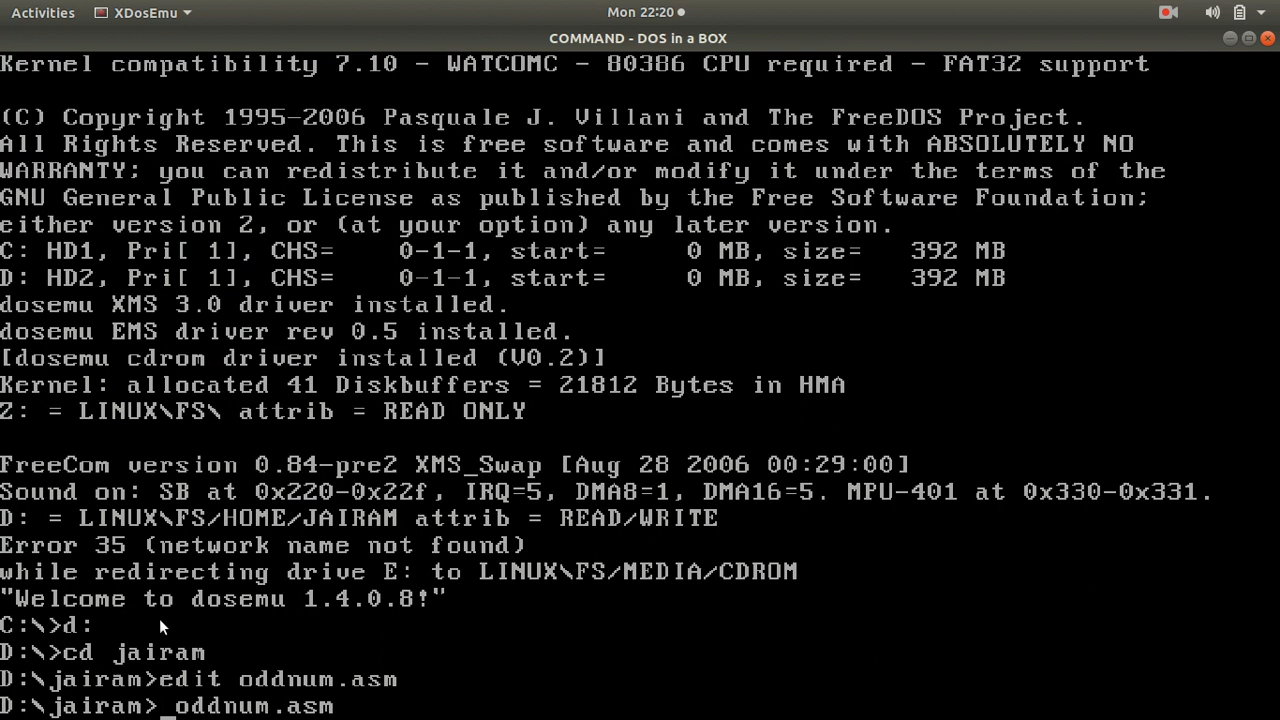 Activities XDosEmu Mon 22:20
COMMAND - DOS in a BOX
Kernel compatibility 7.10 - WATCOMC - 80386 CPU required - FAT32 support
(C) Copyright 1995-2006 Pasquale J. Villani and The FreeDOS Project.
All Rights Reserved. This is free software and comes with ABSOLUTELY NO
WARRANTY; you can redistribute it and/or modify it under the terms of the
GNU General Public License as published by the Free Software Foundation;
either version 2, or (at your option) any later version.
C: HD1, Pri[ 1], CHS=    0-1-1, start=     0 MB, size=   392 MB
D: HD2, Pri[ 1], CHS=    0-1-1, start=     0 MB, size=   392 MB
dosemu XMS 3.0 driver installed.
dosemu EMS driver rev 0.5 installed.
[dosemu cdrom driver installed (V0.2)]
Kernel: allocated 41 Diskbuffers = 21812 Bytes in HMA
Z: = LINUX\FS\ attrib = READ ONLY
FreeCom version 0.84-pre2 XMS_Swap [Aug 28 2006 00:29:00]
Sound on: SB at 0x220-0x22f, IRQ=5, DMA8=1, DMA16=5. MPU-401 at 0x330-0x331.
D: = LINUX\FS/HOME/JAIRAM attrib = READ/WRITE
Error 35 (network name not found)
while redirecting drive E: to LINUX\FS/MEDIA/CDROM
"Welcome to dosemu 1.4.0.8!"
C:\>d:
D:\>cd jairam
D:\jairam>edit oddnum.asm
D:\jairam>_oddnum.asm